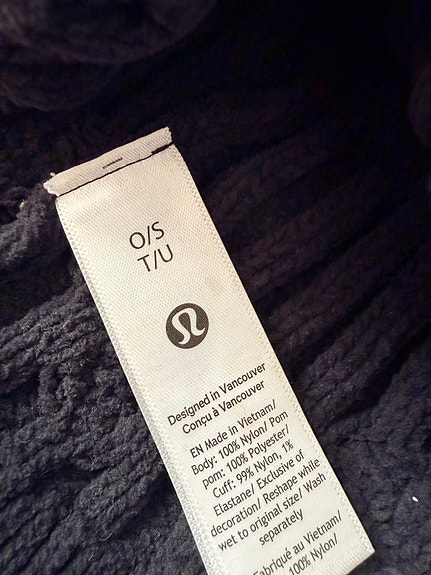 O/S
T/U
Designed in Vancouver
Conçu à Vancouver
EN Made in Vietnam/
Body: 100% Nylon/ Pom
pom: 100% Polyester/
Cuff: 99% Nylon, 1%
Elastane/ Exclusive of
decoration/ Reshape while
wet to original size/ Wash
separately
Fabriqué au Vietnam/
100% Nylon/